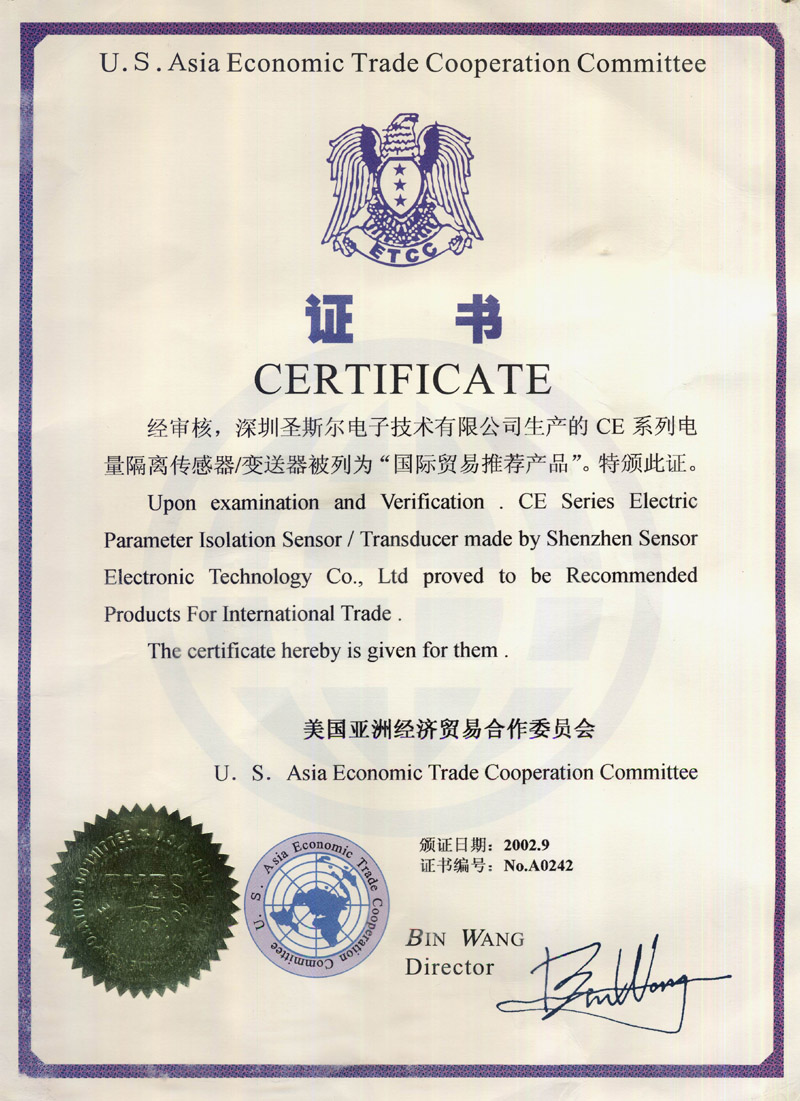 U.S.Asia Economic Trade Cooperation Committee
ETCC
证 书
CERTIFICATE
经审核，深圳圣斯尔电子技术有限公司生产的 CE 系列电
量隔离传感器/变送器被列为“国际贸易推荐产品”。特颁此证。
Upon examination and Verification . CE Series Electric
Parameter Isolation Sensor / Transducer made by Shenzhen Sensor
Electronic Technology Co., Ltd proved to be Recommended
Products For International Trade .
The certificate hereby is given for them .
美国亚洲经济贸易合作委员会
U. S. Asia Economic Trade Cooperation Committee
颁证日期：2002.9
证书编号：No.A0242
U. S. Asia Economic Trade Cooperation Committee
BIN WANG
Director
Bin Wang